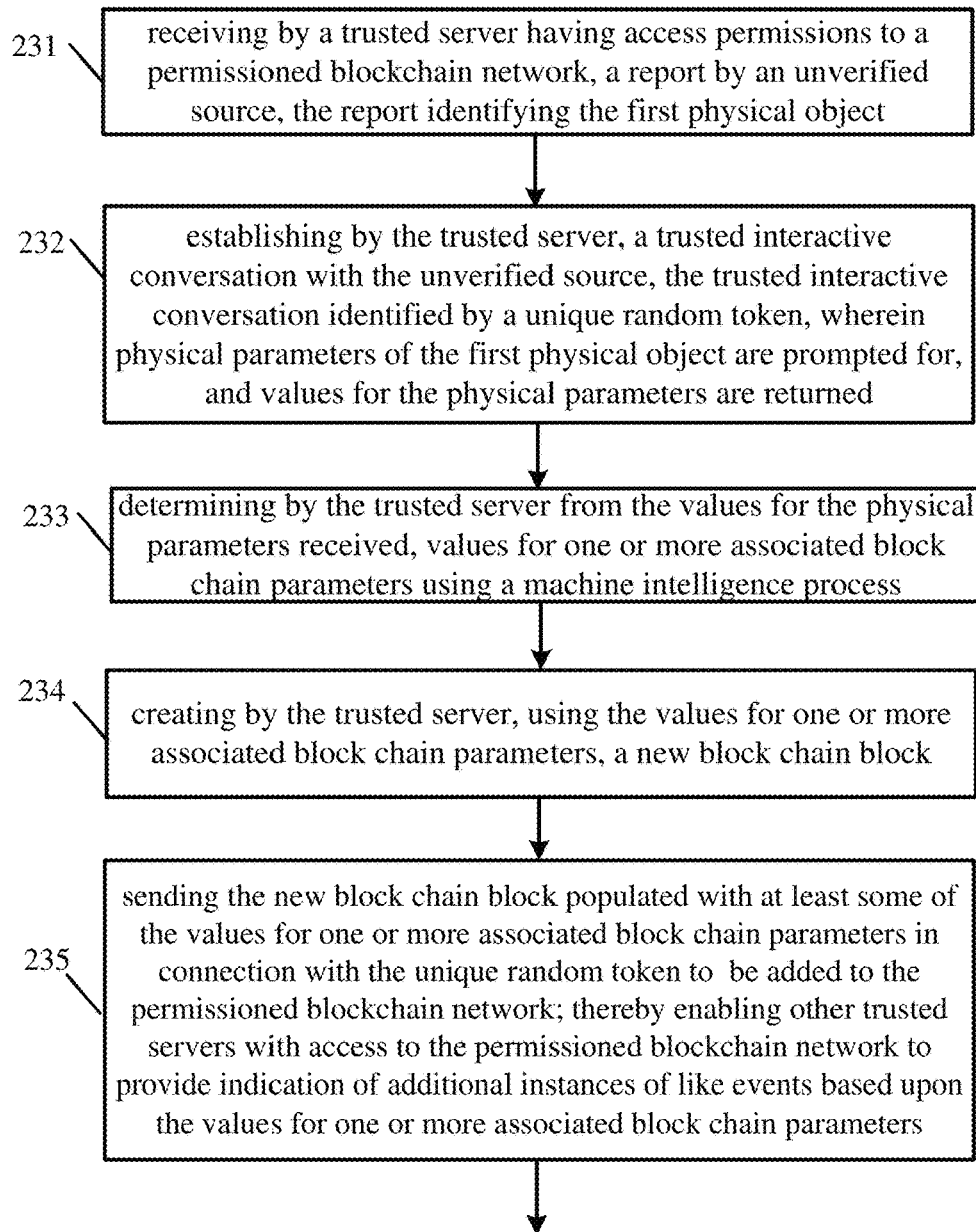 231
receiving by a trusted server having access permissions to a
permissioned blockchain network, a report by an unverified
source, the report identifying the first physical object
232
establishing by the trusted server, a trusted interactive
conversation with the unverified source, the trusted interactive
conversation identified by a unique random token, wherein
physical parameters of the first physical object are prompted for,
and values for the physical parameters are returned
233
determining by the trusted server from the values for the physical
parameters received, values for one or more associated block
chain parameters using a machine intelligence process
234
creating by the trusted server, using the values for one or more
associated block chain parameters, a new block chain block
235
sending the new block chain block populated with at least some of
the values for one or more associated block chain parameters in
connection with the unique random token to be added to the
permissioned blockchain network; thereby enabling other trusted
servers with access to the permissioned blockchain network to
provide indication of additional instances of like events based upon
the values for one or more associated block chain parameters